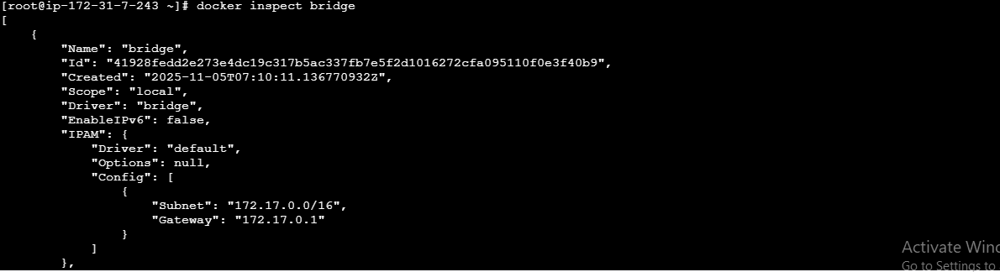 [root@ip-172-31-7-243 ~]# docker inspect bridge
[
    {
        "Name": "bridge",
        "Id": "41928fedd2e273e4dc19c317b5ac337fb7e5f2d1016272cfa095110f0e3f40b9",
        "Created": "2025-11-05T07:10:11.136770932Z",
        "Scope": "local",
        "Driver": "bridge",
        "EnableIPv6": false,
        "IPAM": {
            "Driver": "default",
            "Options": null,
            "Config": [
                {
                    "Subnet": "172.17.0.0/16",
                    "Gateway": "172.17.0.1"
                }
            ]
        },
Activate Winc
Go to Settings to